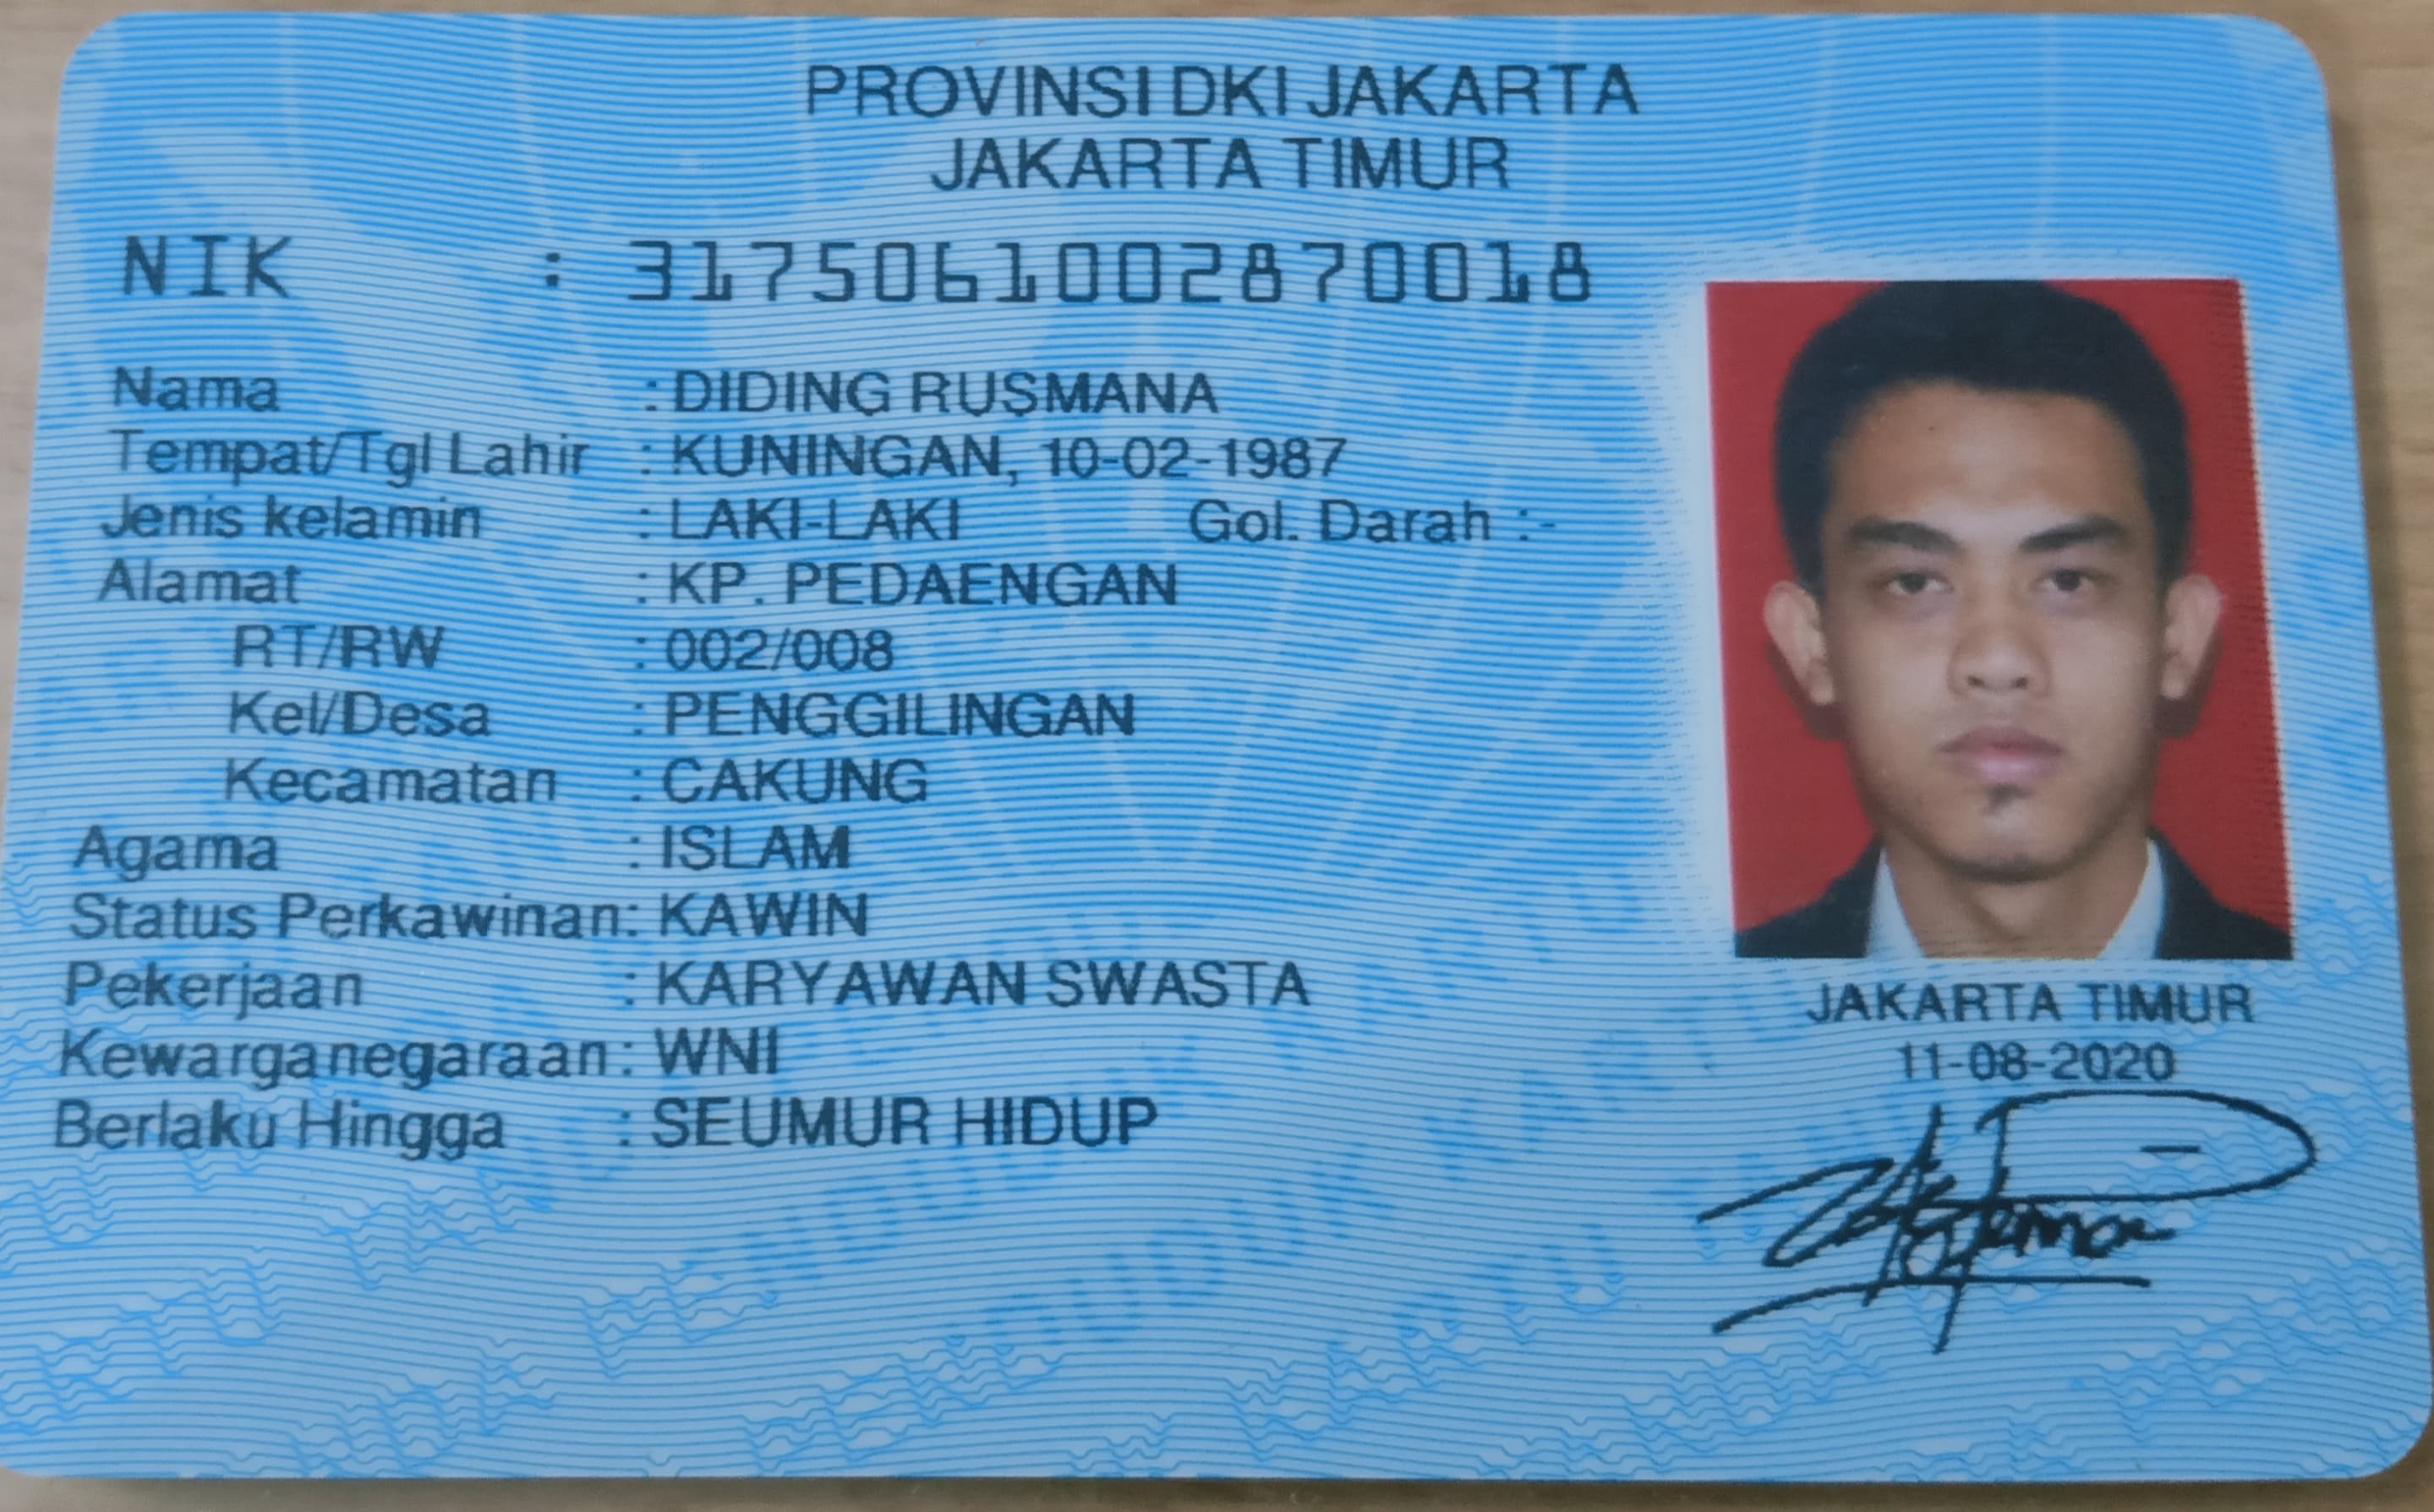 PROVINSI DKI JAKARTA
JAKARTA TIMUR
NIK : 3175061002870018
Nama : DIDING RUSMANA
Tempat/Tgl Lahir : KUNINGAN, 10-02-1987
Jenis kelamin : LAKI-LAKI Gol. Darah : -
Alamat : KP. PEDAENGAN
RT/RW : 002/008
Kel/Desa : PENGGILINGAN
Kecamatan : CAKUNG
Agama : ISLAM
Status Perkawinan: KAWIN
Pekerjaan : KARYAWAN SWASTA
Kewarganegaraan: WNI
Berlaku Hingga : SEUMUR HIDUP
JAKARTA TIMUR
11-08-2020